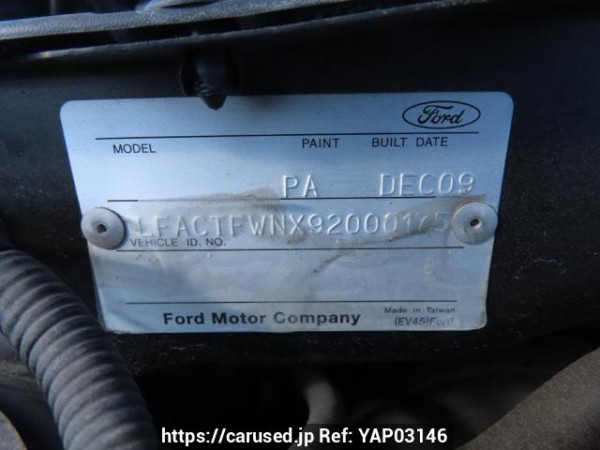 Ford
MODEL PAINT BUILT DATE
PA DEC09
VEHICLE ID. NO.
Ford Motor Company
Made in Taiwan
https://carused.jp Ref: YAP03146